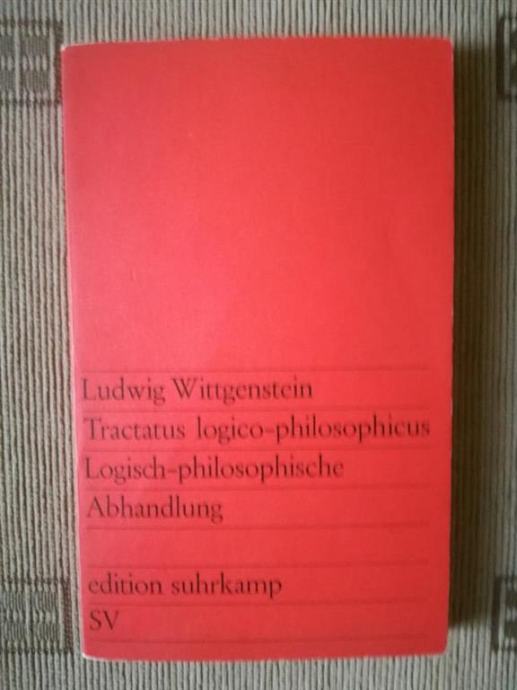 Ludwig Wittgenstein
Tractatus logico-philosophicus
Logisch-philosophische
Abhandlung
edition suhrkamp
SV